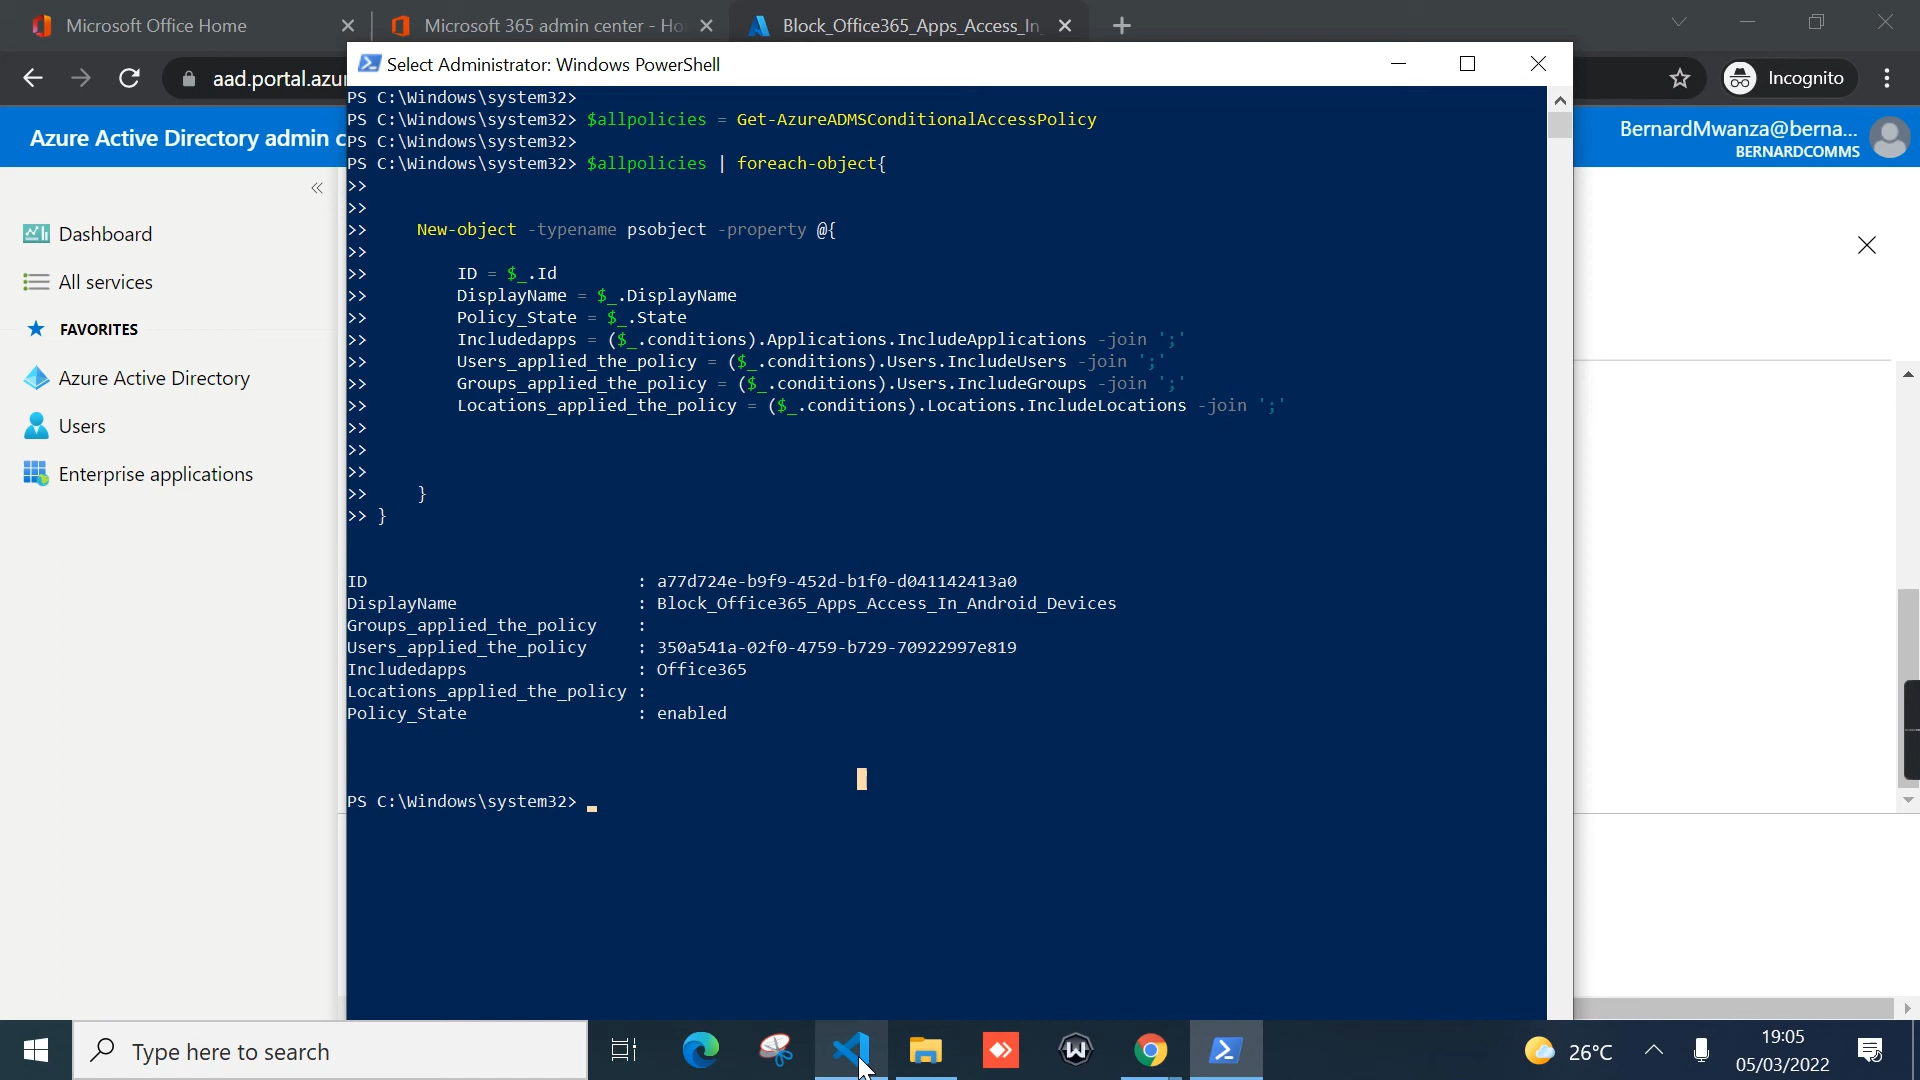 Microsoft Office Home
Microsoft 365 admin center - Ho
Block_Office365_Apps_Access_In_
aad.portal.azu
Incognito
Select Administrator: Windows PowerShell
Azure Active Directory admin c
BernardMwanza@berna...
BERNARDCOMMS
Dashboard
All services
FAVORITES
Azure Active Directory
Users
Enterprise applications
PS C:\Windows\system32>
PS C:\Windows\system32> $allpolicies = Get-AzureADMSConditionalAccessPolicy
PS C:\Windows\system32>
PS C:\Windows\system32> $allpolicies | foreach-object{
>>
>>
>>     New-object -typename psobject -property @{
>>
>>         ID = $_.Id
>>         DisplayName = $_.DisplayName
>>         Policy_State = $_.State
>>         Includedapps = ($_.conditions).Applications.IncludeApplications -join ';'
>>         Users_applied_the_policy = ($_.conditions).Users.IncludeUsers -join ';'
>>         Groups_applied_the_policy = ($_.conditions).Users.IncludeGroups -join ';'
>>         Locations_applied_the_policy = ($_.conditions).Locations.IncludeLocations -join ';'
>>
>>
>>
>>     }
>> }
ID                           : a77d724e-b9f9-452d-b1f0-d041142413a0
DisplayName                  : Block_Office365_Apps_Access_In_Android_Devices
Groups_applied_the_policy    :
Users_applied_the_policy     : 350a541a-02f0-4759-b729-70922997e819
Includedapps                 : Office365
Locations_applied_the_policy :
Policy_State                 : enabled
PS C:\Windows\system32>
Type here to search
26°C
19:05
05/03/2022